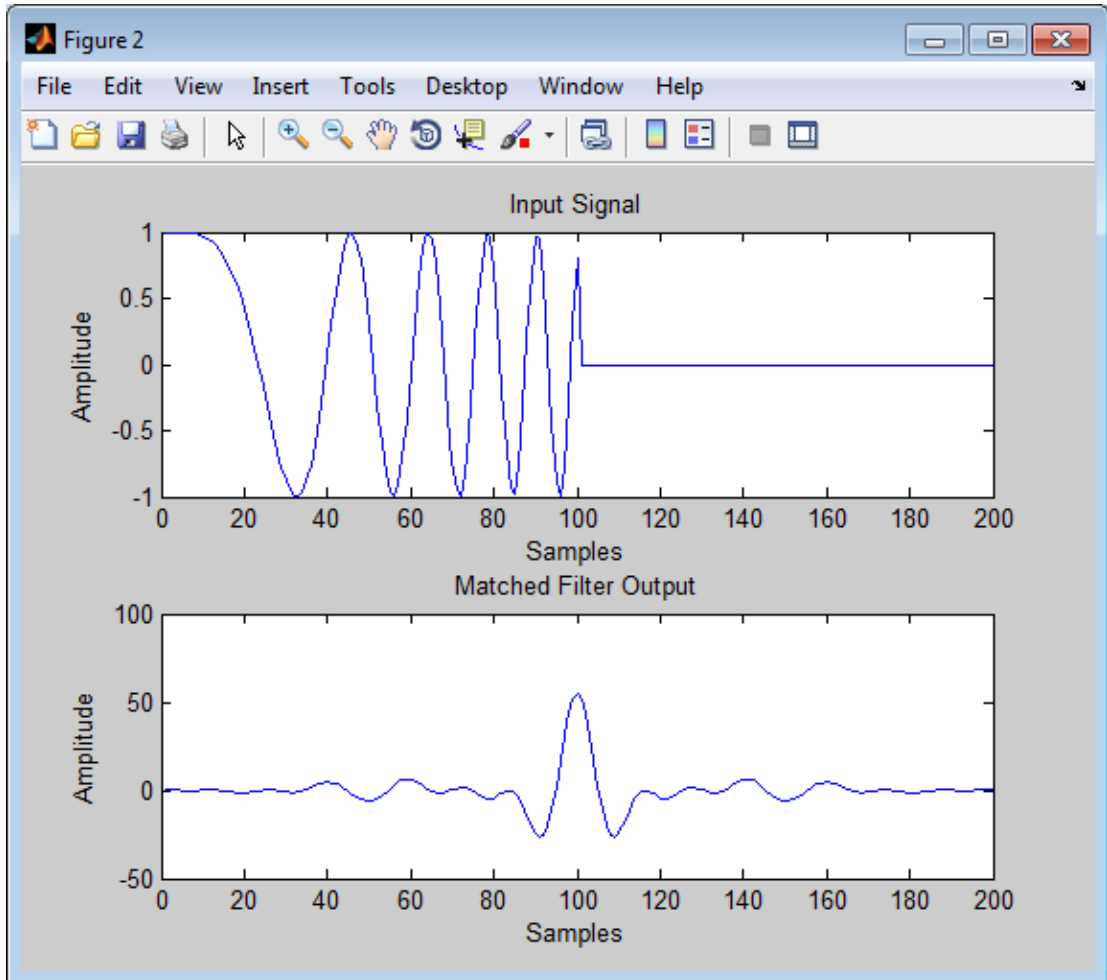 Figure 2
File Edit View Insert Tools Desktop Window Help
Input Signal
1
0.5
0
-0.5
-1
Amplitude
0 20 40 60 80 100 120 140 160 180 200
Samples
Matched Filter Output
100
50
0
-50
Amplitude
0 20 40 60 80 100 120 140 160 180 200
Samples